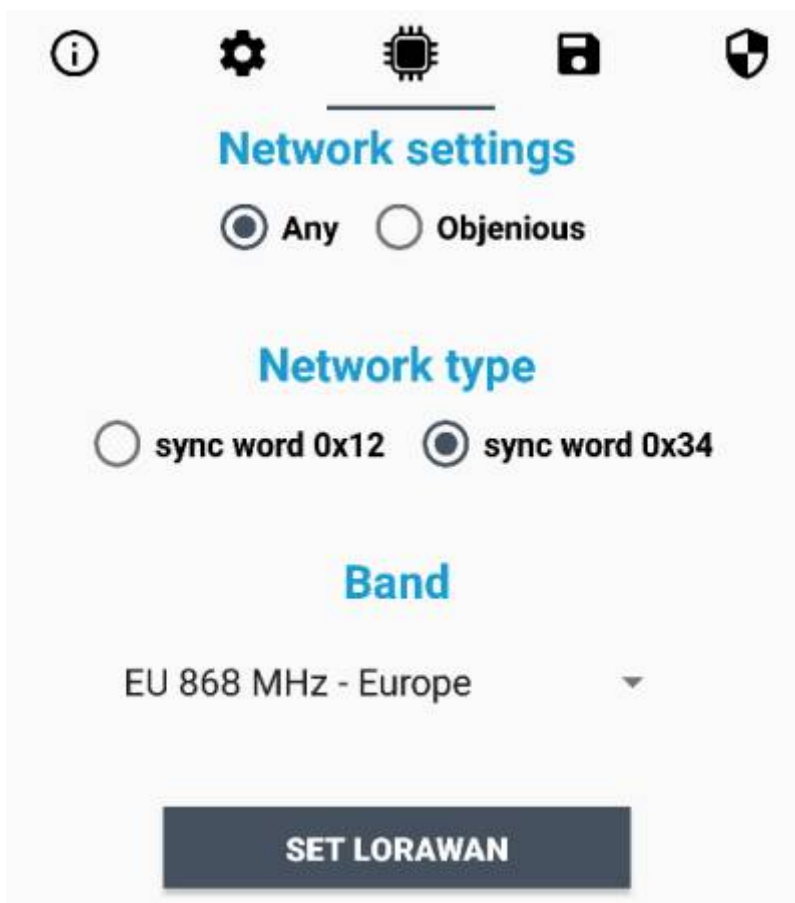 Network settings
Any Objenious
Network type
sync word 0x12 sync word 0x34
Band
EU 868 MHz - Europe
SET LORAWAN